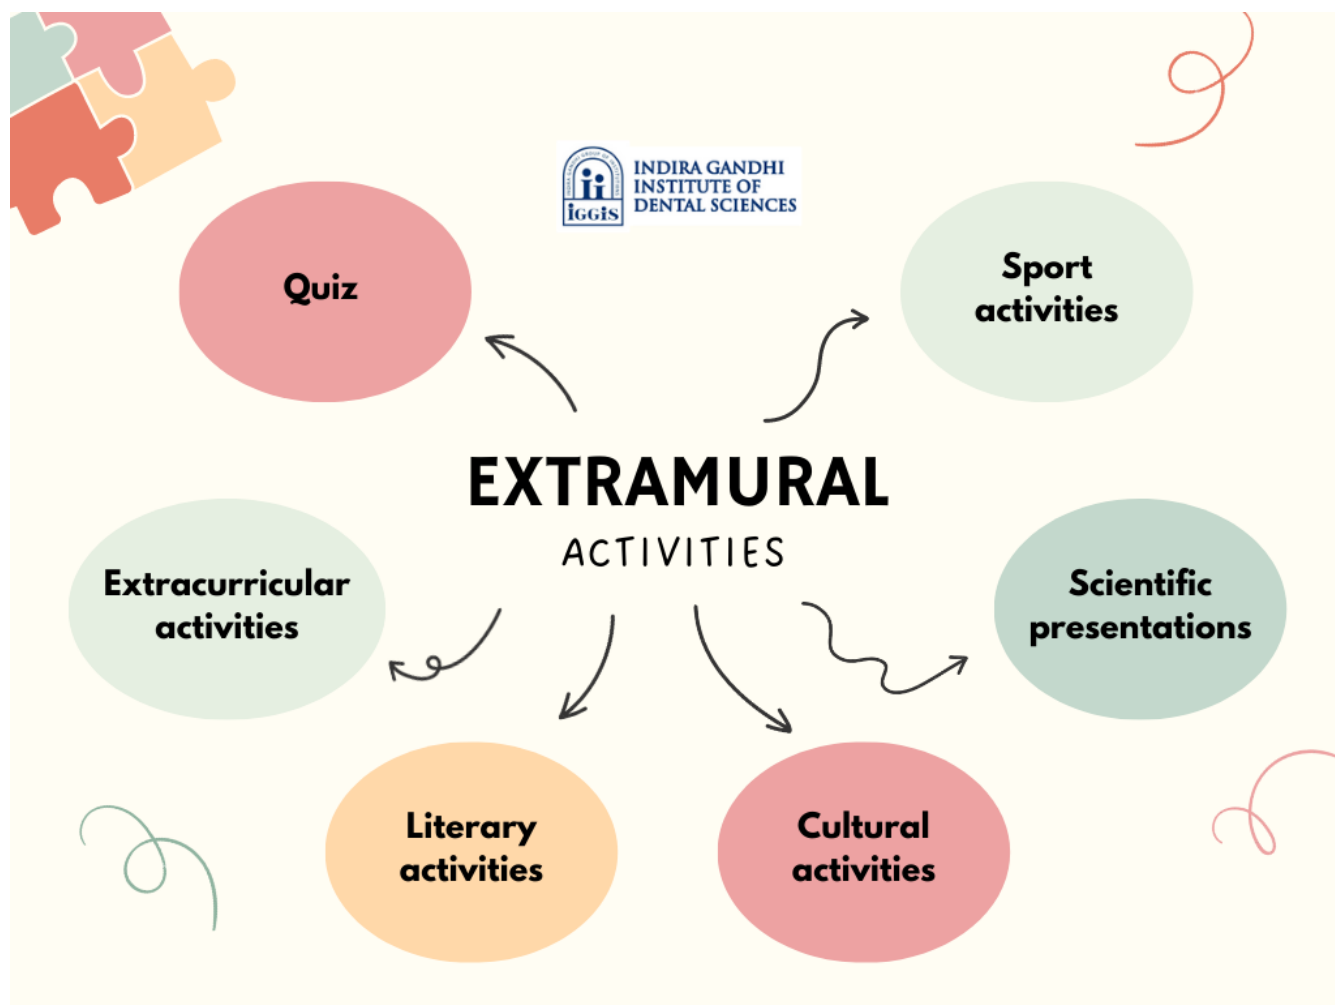 INDIRA GANDHI
INSTITUTE OF
DENTAL SCIENCES
iGGiS
Quiz
Sport
activities
EXTRAMURAL
ACTIVITIES
Extracurricular
activities
Scientific
presentations
Literary
activities
Cultural
activities